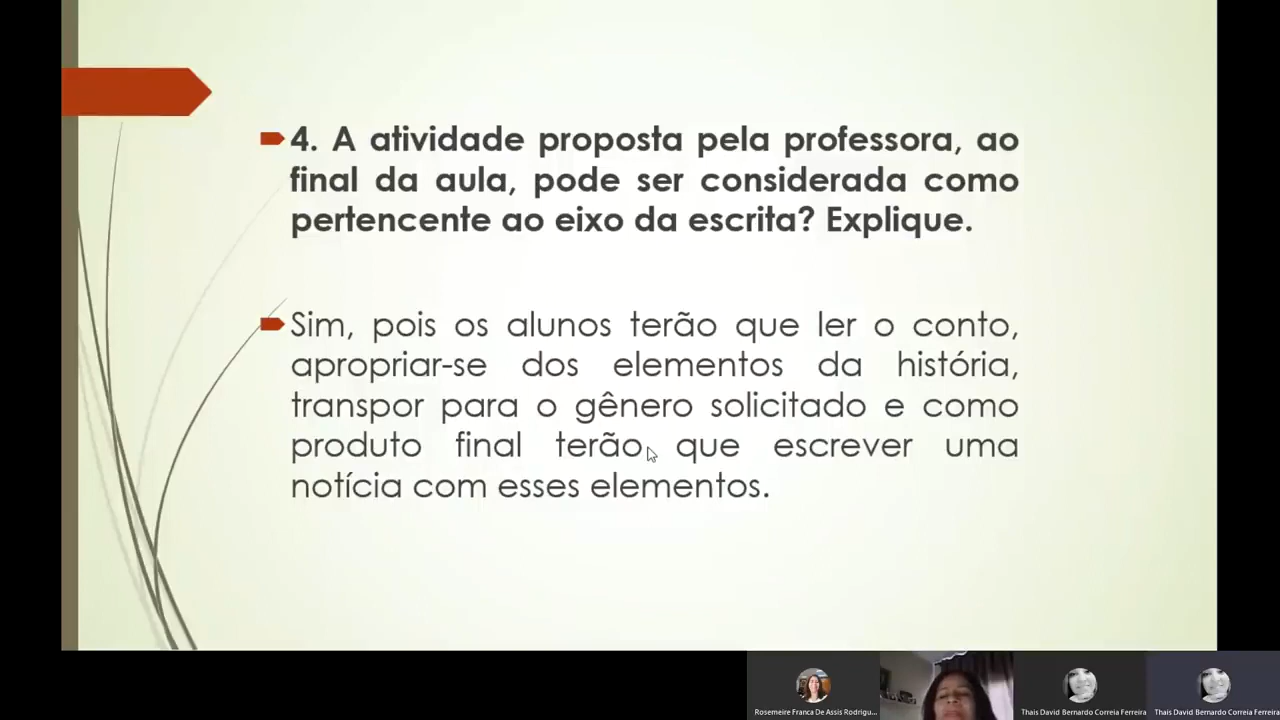 4. A atividade proposta pela professora, ao
final da aula, pode ser considerada como
pertencente ao eixo da escrita? Explique.
Sim, pois os alunos terão que ler o conto,
apropriar-se dos elementos da história,
transpor para o gênero solicitado e como
produto final terão que escrever uma
notícia com esses elementos.
Rosemeire Franca De Assis Rodrigu...
Thais David Bernardo Correia Ferreira
Thais David Bernardo Correia Ferreira